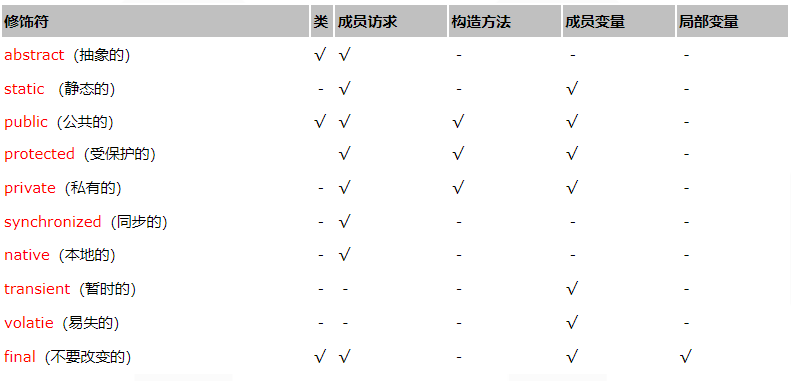 修饰符 类 成员访求 构造方法 成员变量 局部变量
abstract (抽象的) √ √ - - -
static (静态的) - √ - √ -
public (公共的) √ √ √ √ -
protected (受保护的) √ √ √ -
private (私有的) - √ √ √ -
synchronized (同步的) - √ - - -
native (本地的) - √ - - -
transient (暂时的) - - - √ -
volatie (易失的) - - - √ -
final (不要改变的) √ √ - √ √